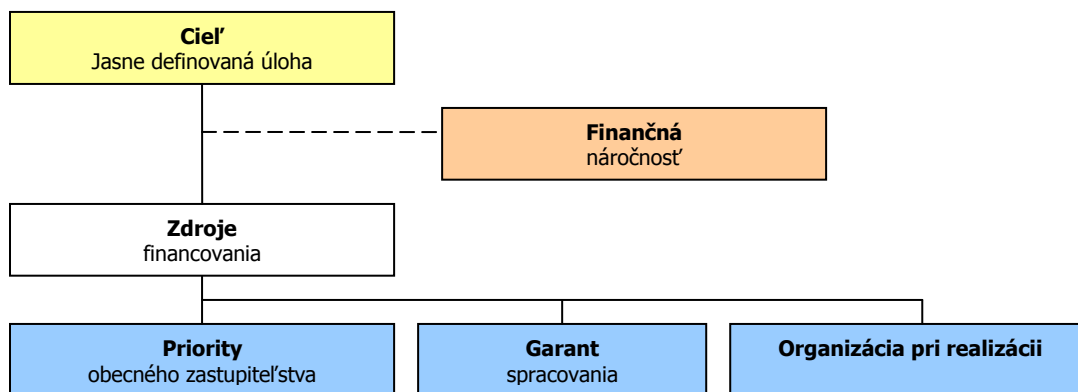 Cieľ
Jasne definovaná úloha
Finančná
náročnosť
Zdroje
financovania
Priority
obecného zastupiteľstva
Garant
spracovania
Organizácia pri realizácii